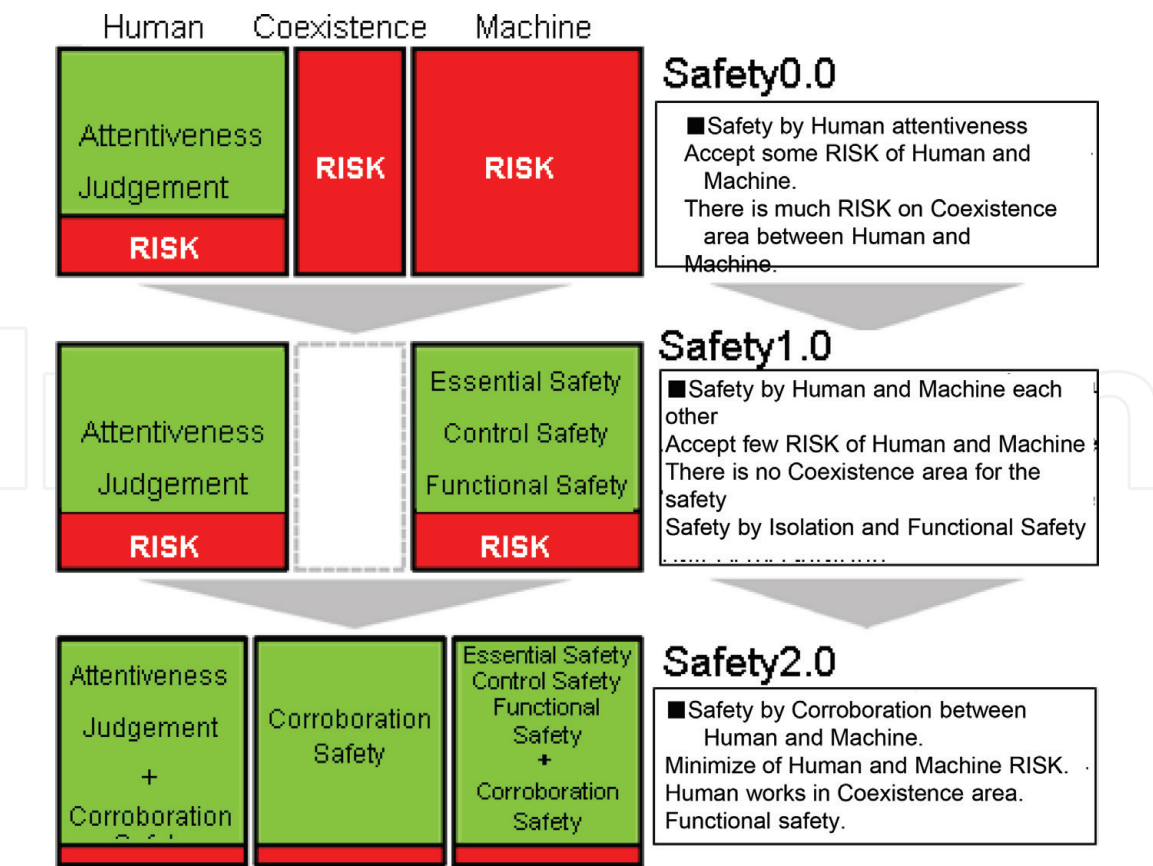 Human Coexistence Machine
Attentiveness
Judgement
RISK
RISK
RISK
Safety0.0
■Safety by Human attentiveness
Accept some RISK of Human and
Machine.
There is much RISK on Coexistence
area between Human and
Machine.
Attentiveness
Judgement
RISK
Essential Safety
Control Safety
Functional Safety
RISK
Safety1.0
■Safety by Human and Machine each
other
Accept few RISK of Human and Machine
There is no Coexistence area for the
safety
Safety by Isolation and Functional Safety
Attentiveness
Judgement
+
Corroboration
Corroboration
Safety
Essential Safety
Control Safety
Functional
Safety
+
Corroboration
Safety
Safety2.0
■Safety by Corroboration between
Human and Machine.
Minimize of Human and Machine RISK.
Human works in Coexistence area.
Functional safety.